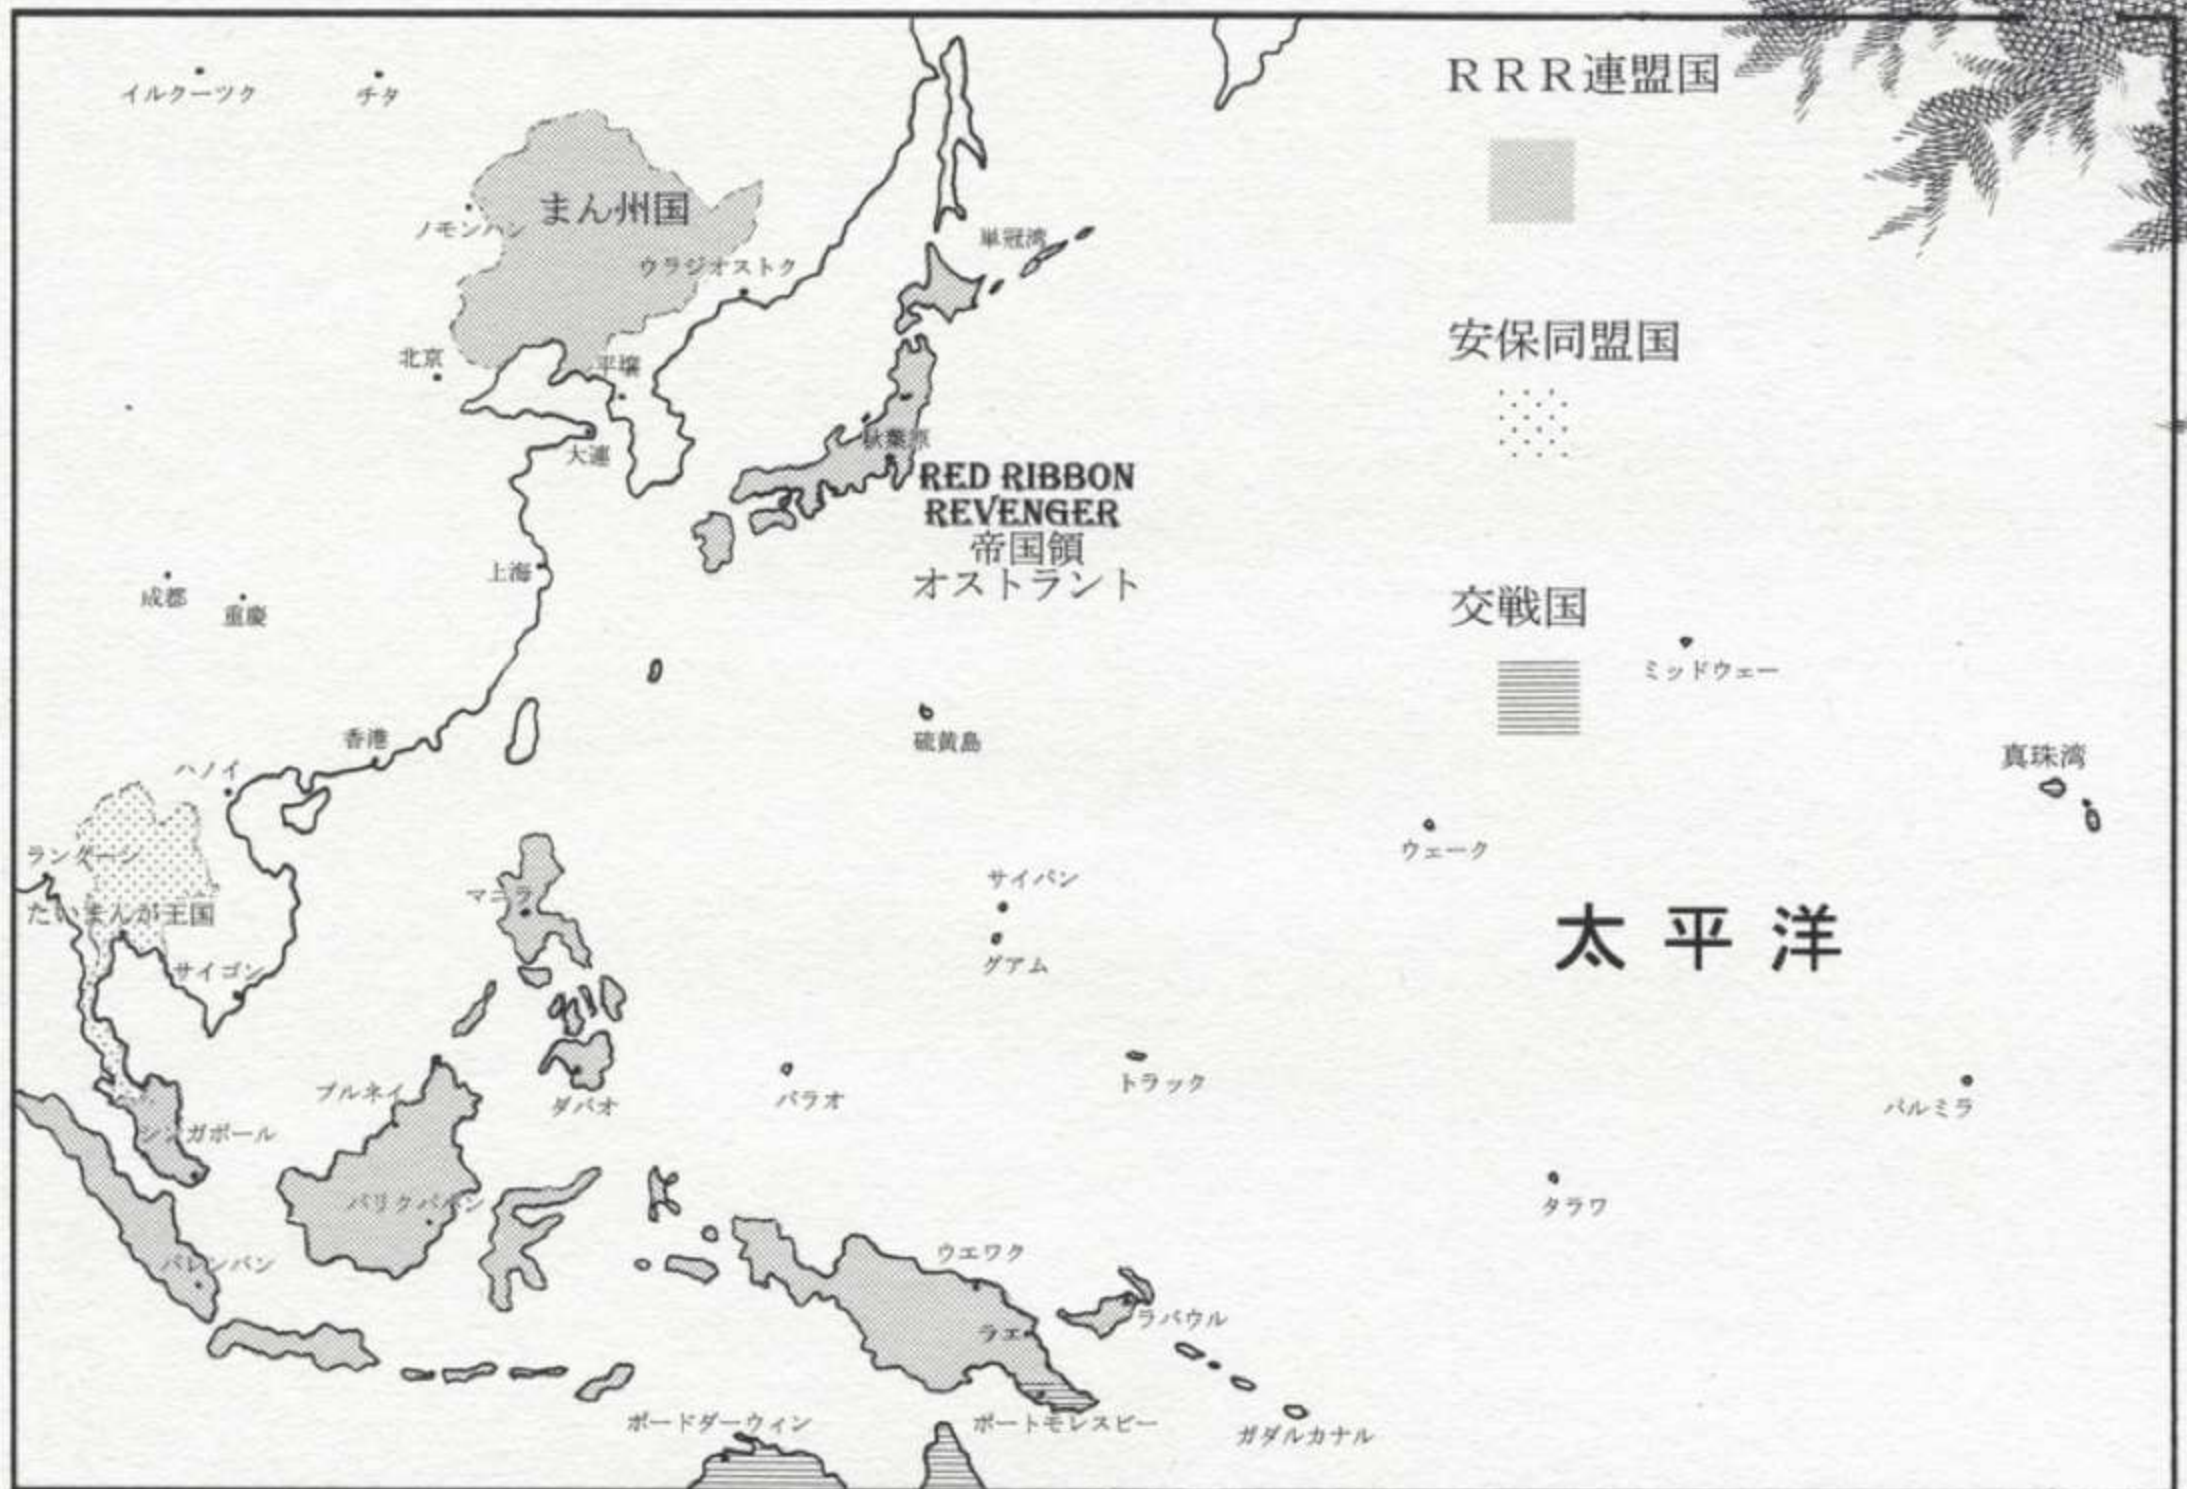 RRR連盟国
イルクーツク
チタ
まん州国
ノモンハン
単冠湾
ウラジオストク
安保同盟国
北京
平壌
秋葉原
大連
RED RIBBON
REVENGER
帝国領
オストラント
上海
成都
重慶
交戦国
ミッドウェー
硫黄島
香港
真珠湾
ハノイ
ラングーン
ウェーク
サイパン
マニラ
たいまんが王国
太平洋
グアム
サイゴン
トラック
ブルネイ
ダバオ
パラオ
パルミラ
シンガポール
バリクパパン
タラワ
パレンバン
ウエワク
ラバウル
ラエ
ポードダーウィン
ポートモレスビー
ガダルカナル